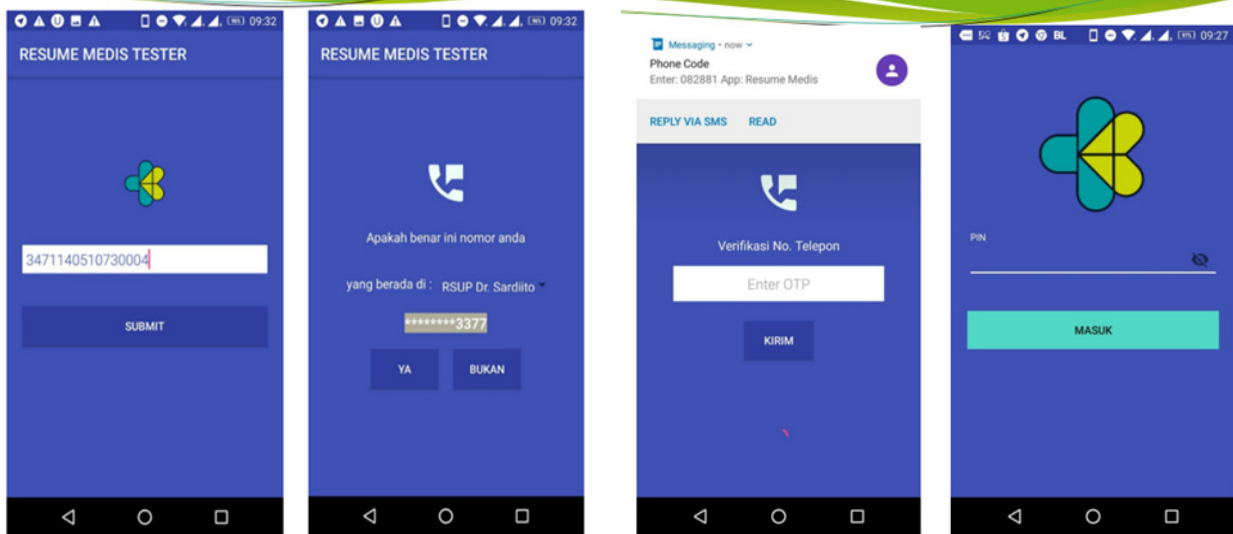 09:32
RESUME MEDIS TESTER
3471140510730004
SUBMIT
09:32
RESUME MEDIS TESTER
Apakah benar ini nomor anda
yang berada di : RSUP Dr. Sardiito
********3377
YA BUKAN
Messaging • now
Phone Code
Enter: 082881 App: Resume Medis
REPLY VIA SMS READ
Verifikasi No. Telepon
Enter OTP
KIRIM
BL 09:27
PIN
MASUK